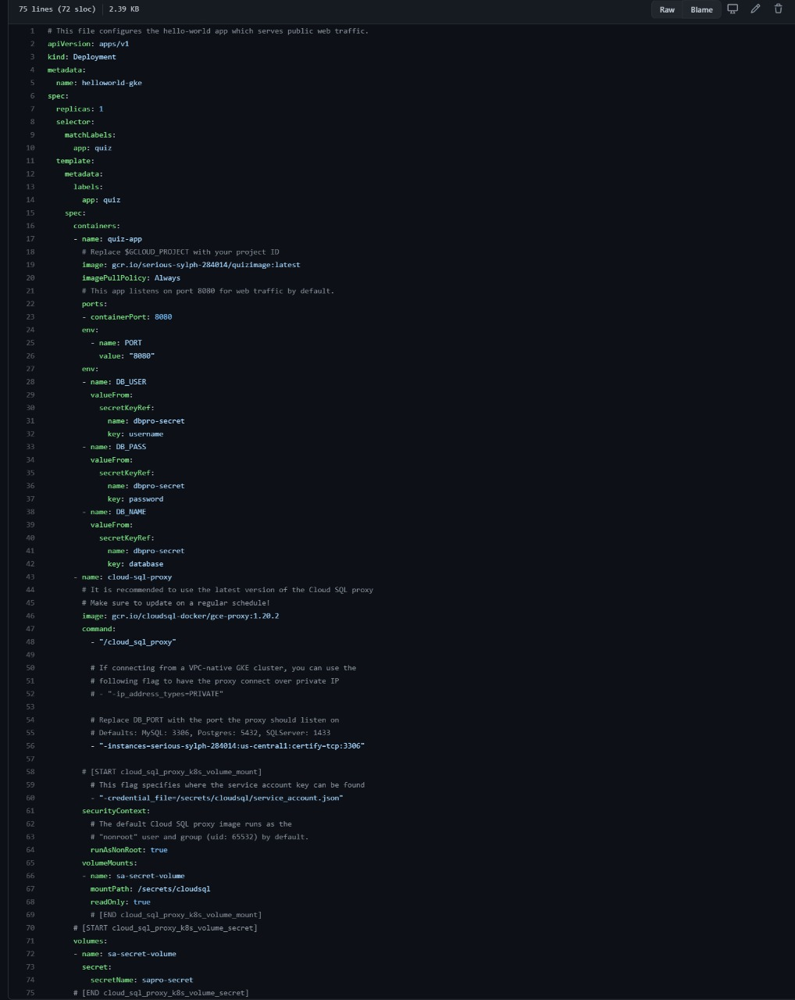 75 lines (72 sloc) 2.39 KB Raw Blame
1 # This file configures the hello-world app which serves public web traffic.
2 apiVersion: apps/v1
3 kind: Deployment
4 metadata:
5   name: helloworld-gke
6 spec:
7   replicas: 1
8   selector:
9     matchLabels:
10       app: quiz
11   template:
12     metadata:
13       labels:
14         app: quiz
15     spec:
16       containers:
17       - name: quiz-app
18         # Replace $GCLOUD_PROJECT with your project ID
19         image: gcr.io/serious-sylph-284014/quizimage:latest
20         imagePullPolicy: Always
21         # This app listens on port 8080 for web traffic by default.
22         ports:
23         - containerPort: 8080
24         env:
25           - name: PORT
26             value: "8080"
27         env:
28         - name: DB_USER
29           valueFrom:
30             secretKeyRef:
31               name: dbpro-secret
32               key: username
33         - name: DB_PASS
34           valueFrom:
35             secretKeyRef:
36               name: dbpro-secret
37               key: password
38         - name: DB_NAME
39           valueFrom:
40             secretKeyRef:
41               name: dbpro-secret
42               key: database
43       - name: cloud-sql-proxy
44         # It is recommended to use the latest version of the Cloud SQL proxy
45         # Make sure to update on a regular schedule!
46         image: gcr.io/cloudsql-docker/gce-proxy:1.20.2
47         command:
48           - "/cloud_sql_proxy"
49
50           # If connecting from a VPC-native GKE cluster, you can use the
51           # following flag to have the proxy connect over private IP
52           # - "-ip_address_types=PRIVATE"
53
54           # Replace DB_PORT with the port the proxy should listen on
55           # Defaults: MySQL: 3306, Postgres: 5432, SQLServer: 1433
56           - "-instances=serious-sylph-284014:us-central1:certify=tcp:3306"
57
58         # [START cloud_sql_proxy_k8s_volume_mount]
59           # This flag specifies where the service account key can be found
60           - "-credential_file=/secrets/cloudsql/service_account.json"
61         securityContext:
62           # The default Cloud SQL proxy image runs as the
63           # "nonroot" user and group (uid: 65532) by default.
64           runAsNonRoot: true
65         volumeMounts:
66         - name: sa-secret-volume
67           mountPath: /secrets/cloudsql
68           readOnly: true
69           # [END cloud_sql_proxy_k8s_volume_mount]
70       # [START cloud_sql_proxy_k8s_volume_secret]
71       volumes:
72       - name: sa-secret-volume
73         secret:
74           secretName: sapro-secret
75       # [END cloud_sql_proxy_k8s_volume_secret]